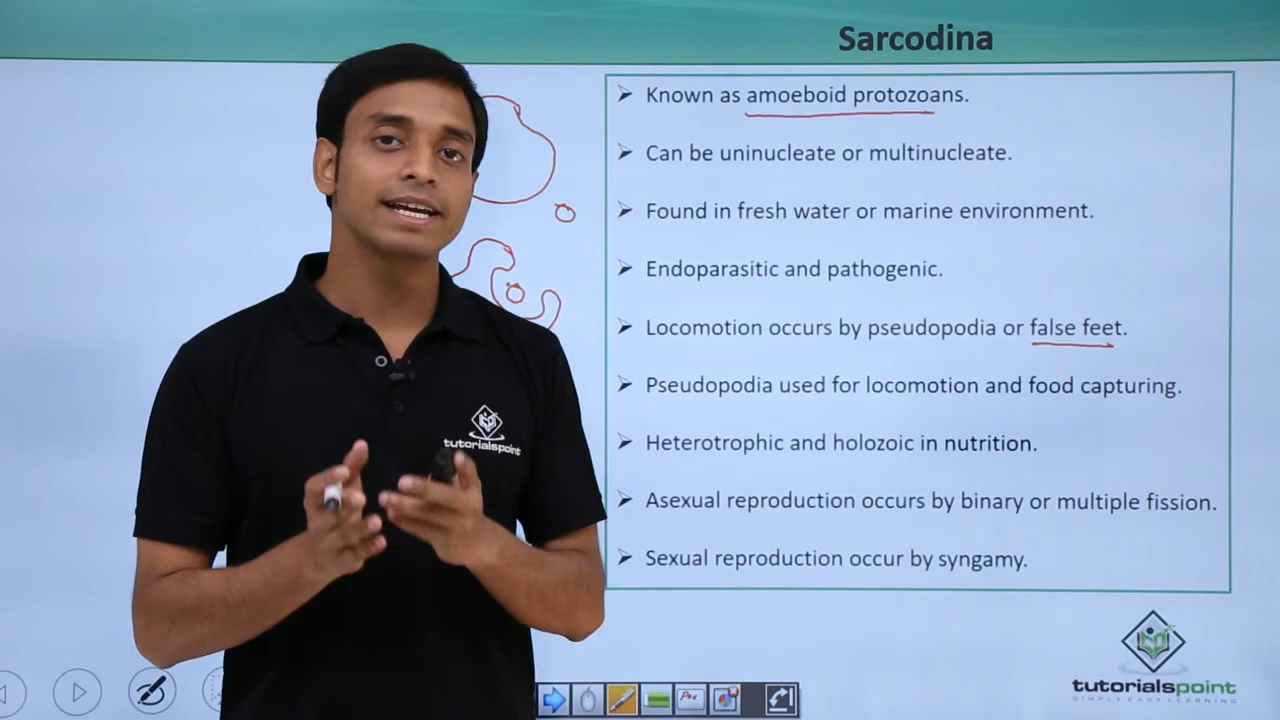 Sarcodina
➢ Known as amoeboid protozoans.
➢ Can be uninucleate or multinucleate.
➢ Found in fresh water or marine environment.
➢ Endoparasitic and pathogenic.
➢ Locomotion occurs by pseudopodia or false feet.
➢ Pseudopodia used for locomotion and food capturing.
➢ Heterotrophic and holozoic in nutrition.
➢ Asexual reproduction occurs by binary or multiple fission.
➢ Sexual reproduction occur by syngamy.
tutorialspoint
tutorialspoint
SIMPLY EASY LEARNING